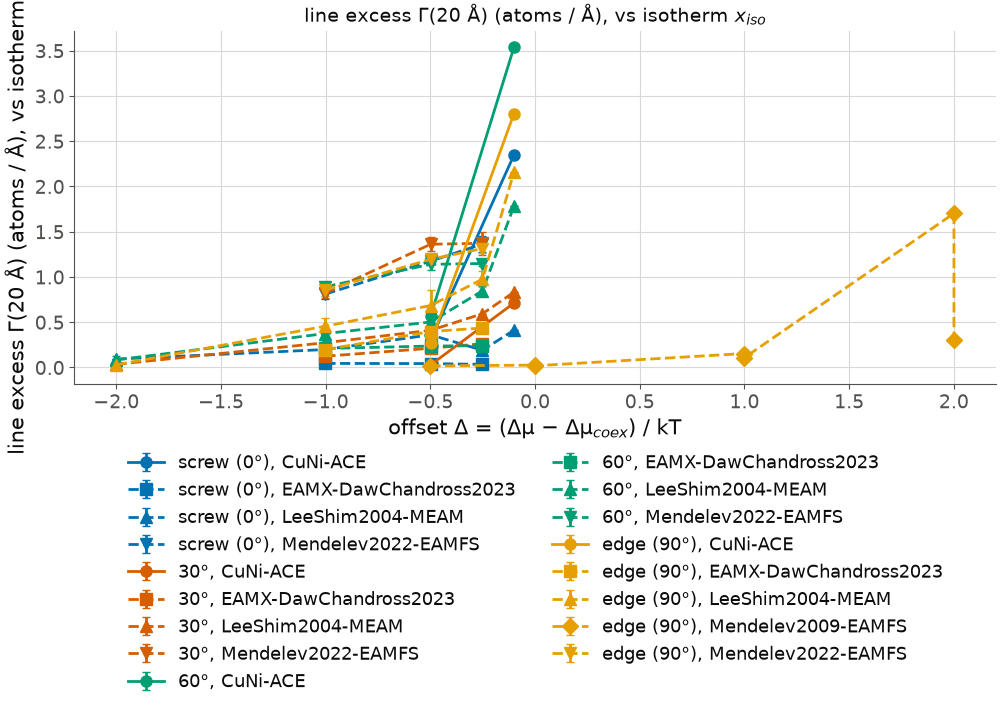 line excess Γ(20 Å) (atoms / Å), vs isotherm x_iso
line excess Γ(20 Å) (atoms / Å), vs isotherm
3.5
3.0
2.5
2.0
1.5
1.0
0.5
0.0
−2.0 −1.5 −1.0 −0.5 0.0 0.5 1.0 1.5 2.0
offset Δ = (Δμ − Δμ_coex) / kT
screw (0°), CuNi-ACE
screw (0°), EAMX-DawChandross2023
screw (0°), LeeShim2004-MEAM
screw (0°), Mendelev2022-EAMFS
30°, CuNi-ACE
30°, EAMX-DawChandross2023
30°, LeeShim2004-MEAM
30°, Mendelev2022-EAMFS
60°, CuNi-ACE
60°, EAMX-DawChandross2023
60°, LeeShim2004-MEAM
60°, Mendelev2022-EAMFS
edge (90°), CuNi-ACE
edge (90°), EAMX-DawChandross2023
edge (90°), LeeShim2004-MEAM
edge (90°), Mendelev2009-EAMFS
edge (90°), Mendelev2022-EAMFS